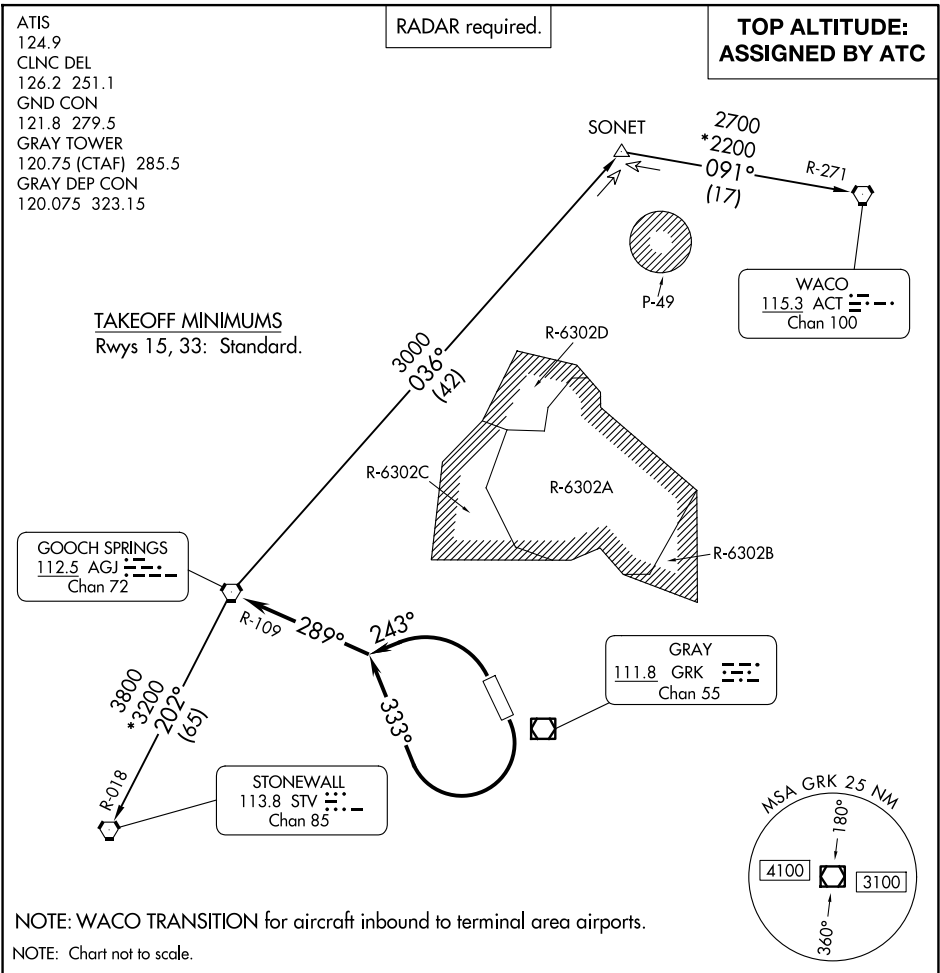 ATIS
124.9
CLNC DEL
126.2 251.1
GND CON
121.8 279.5
GRAY TOWER
120.75 (CTAF) 285.5
GRAY DEP CON
120.075 323.15
RADAR required.
TOP ALTITUDE:
ASSIGNED BY ATC
SONET
2700
*2200
091°
(17)
R-271
P-49
WACO
115.3 ACT
Chan 100
TAKEOFF MINIMUMS
Rwys 15, 33: Standard.
3000
036°
(42)
R-6302D
R-6302C
R-6302A
R-6302B
GOOCH SPRINGS
112.5 AGJ
Chan 72
R-109
289°
243°
333°
GRAY
111.8 GRK
Chan 55
3800
*3200
202°
(65)
R-018
STONEWALL
113.8 STV
Chan 85
MSA GRK 25 NM
180°
4100
3100
360°
NOTE: WACO TRANSITION for aircraft inbound to terminal area airports.
NOTE: Chart not to scale.